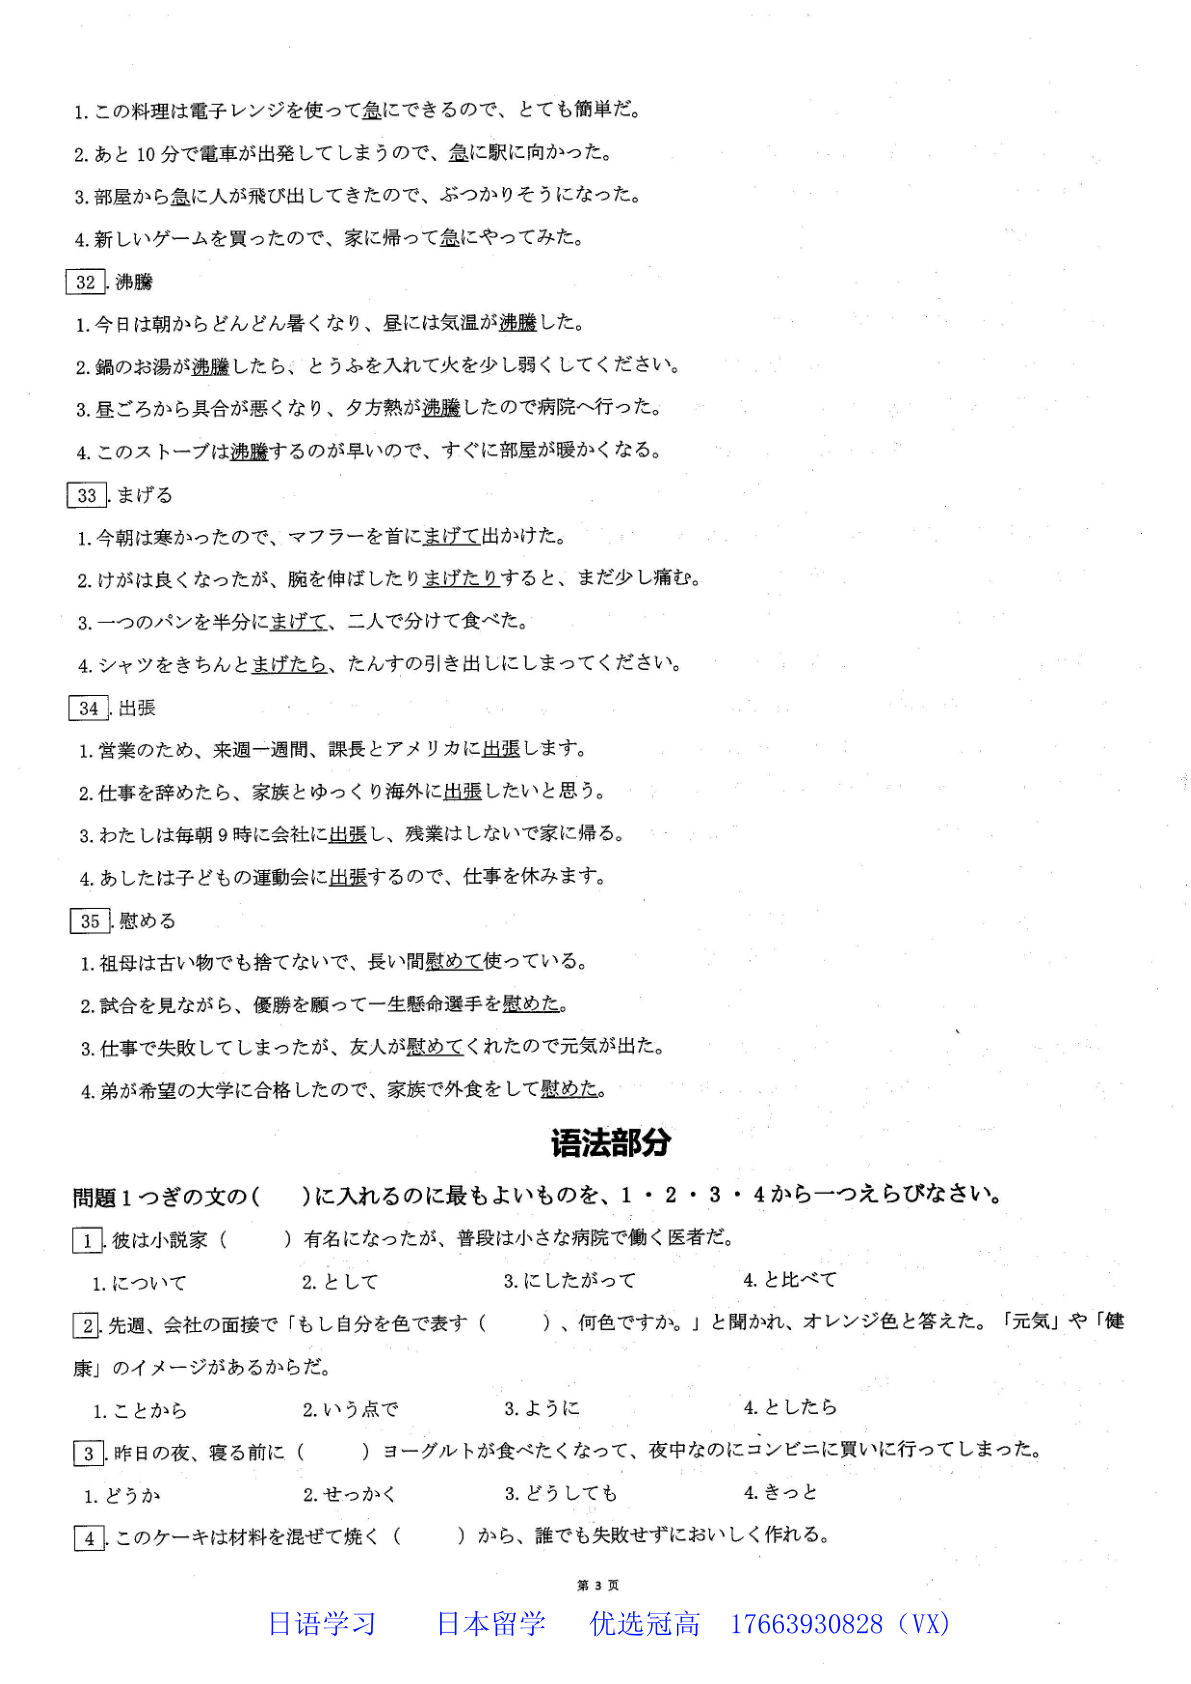 1.この料理は電子レンジを使って急にできるので、とても簡単だ。
2.あと 10 分で電車が出発してしまうので、急に駅に向かった。
3.部屋から急に人が飛び出してきたので、ぶつかりそうになった。
4.新しいゲームを買ったので、家に帰って急にやってみた。
32.沸騰
1.今日は朝からどんどん暑くなり、昼には気温が沸騰した。
2.鍋のお湯が沸騰したら、とうふを入れて火を少し弱くしてください。
3.昼ごろから具合が悪くなり、夕方熱が沸騰したので病院へ行った。
4.このストーブは沸騰するのが早いので、すぐに部屋が暖かくなる。
33.まげる
1.今朝は寒かったので、マフラーを首にまげて出かけた。
2.けがは良くなったが、腕を伸ばしたりまげたりすると、まだ少し痛む。
3.一つのパンを半分にまげて、二人で分けて食べた。
4.シャツをきちんとまげたら、たんすの引き出しにしまってください。
34.出張
1.営業のため、来週一週間、課長とアメリカに出張します。
2.仕事を辞めたら、家族とゆっくり海外に出張したいと思う。
3.わたしは毎朝9時に会社に出張し、残業はしないで家に帰る。
4.あしたは子どもの運動会に出張するので、仕事を休みます。
35.慰める
1.祖母は古い物でも捨てないで、長い間慰めて使っている。
2.試合を見ながら、優勝を願って一生懸命選手を慰めた。
3.仕事で失敗してしまったが、友人が慰めてくれたので元気が出た。
4.弟が希望の大学に合格したので、家族で外食をして慰めた。
语法部分
問題1つぎの文の(　　)に入れるのに最もよいものを、1・2・3・4から一つえらびなさい。
1.彼は小説家（　　　）有名になったが、普段は小さな病院で働く医者だ。
1.について 2.として 3.にしたがって 4.と比べて
2.先週、会社の面接で「もし自分を色で表す（　　　）、何色ですか。」と聞かれ、オレンジ色と答えた。「元気」や「健
康」のイメージがあるからだ。
1.ことから 2.いう点で 3.ように 4.としたら
3.昨日の夜、寝る前に（　　　）ヨーグルトが食べたくなって、夜中なのにコンビニに買いに行ってしまった。
1.どうか 2.せっかく 3.どうしても 4.きっと
4.このケーキは材料を混ぜて焼く（　　　）から、誰でも失敗せずにおいしく作れる。
第 3 页
日语学习 日本留学 优选冠高 17663930828（VX）